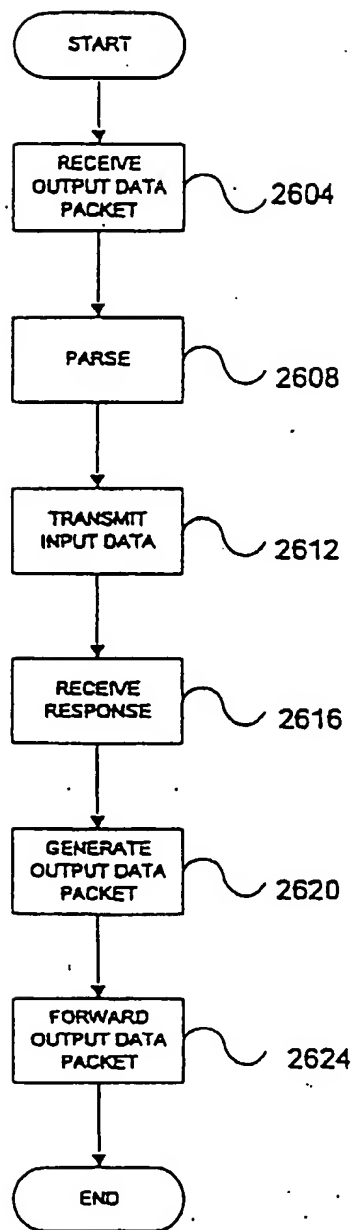 START
RECEIVE
OUTPUT DATA
PACKET
2604
PARSE
2608
TRANSMIT
INPUT DATA
2612
RECEIVE
RESPONSE
2616
GENERATE
OUTPUT DATA
PACKET
2620
FORWARD
OUTPUT DATA
PACKET
2624
END